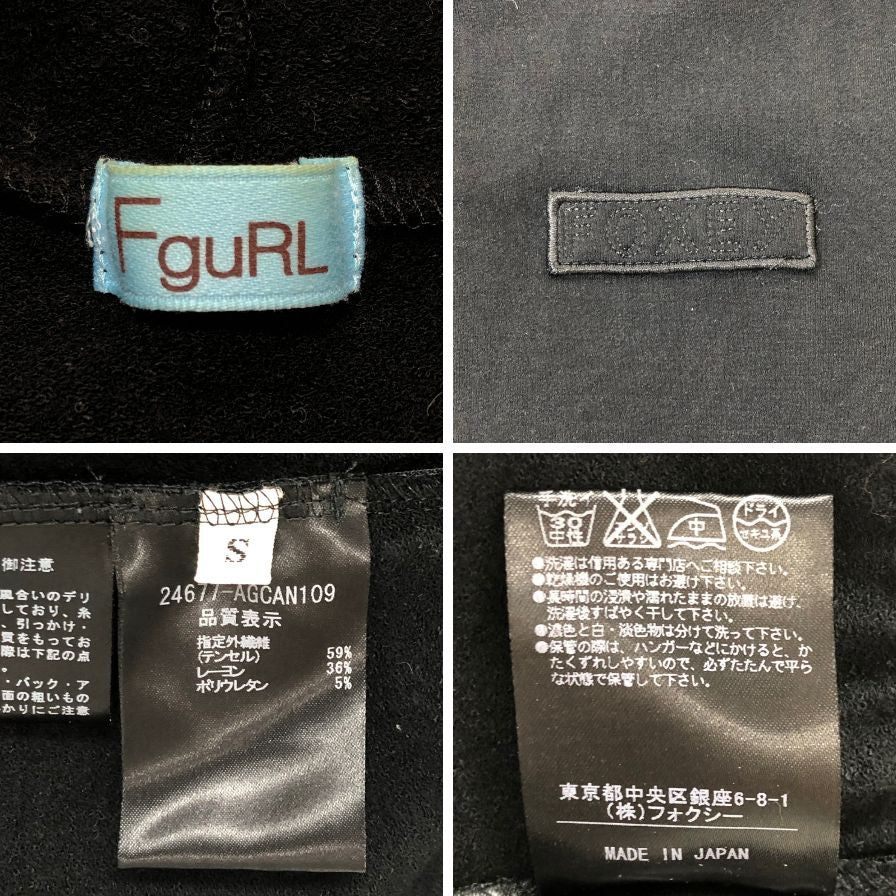 FguRL
FOXEY
御注意
風合いのデリ
しており、糸
、引っかけ・
質をもってお
際は下記の点
。
・バック・ア
面の粗いもの
かりにご注意
S
24677-AGCAN109
品質表示
指定外繊維
(テンセル) 59%
レーヨン 36%
ポリウレタン 5%
手洗イ
30
中性
エンソ
サラシ
中
ドライ
セキユ系
●洗濯は信用ある専門店へご相談下さい。
●乾燥機のご使用はお避け下さい。
●長時間の浸漬や濡れたままの放置は避け、
洗濯後すばやく干して下さい。
●濃色と白・淡色物は分けて洗って下さい。
●保管の際は、ハンガーなどにかけると、か
たくずれしやすいので、必ずたたんで平ら
な状態で保管して下さい。
東京都中央区銀座6-8-1
(株)フォクシー
MADE IN JAPAN